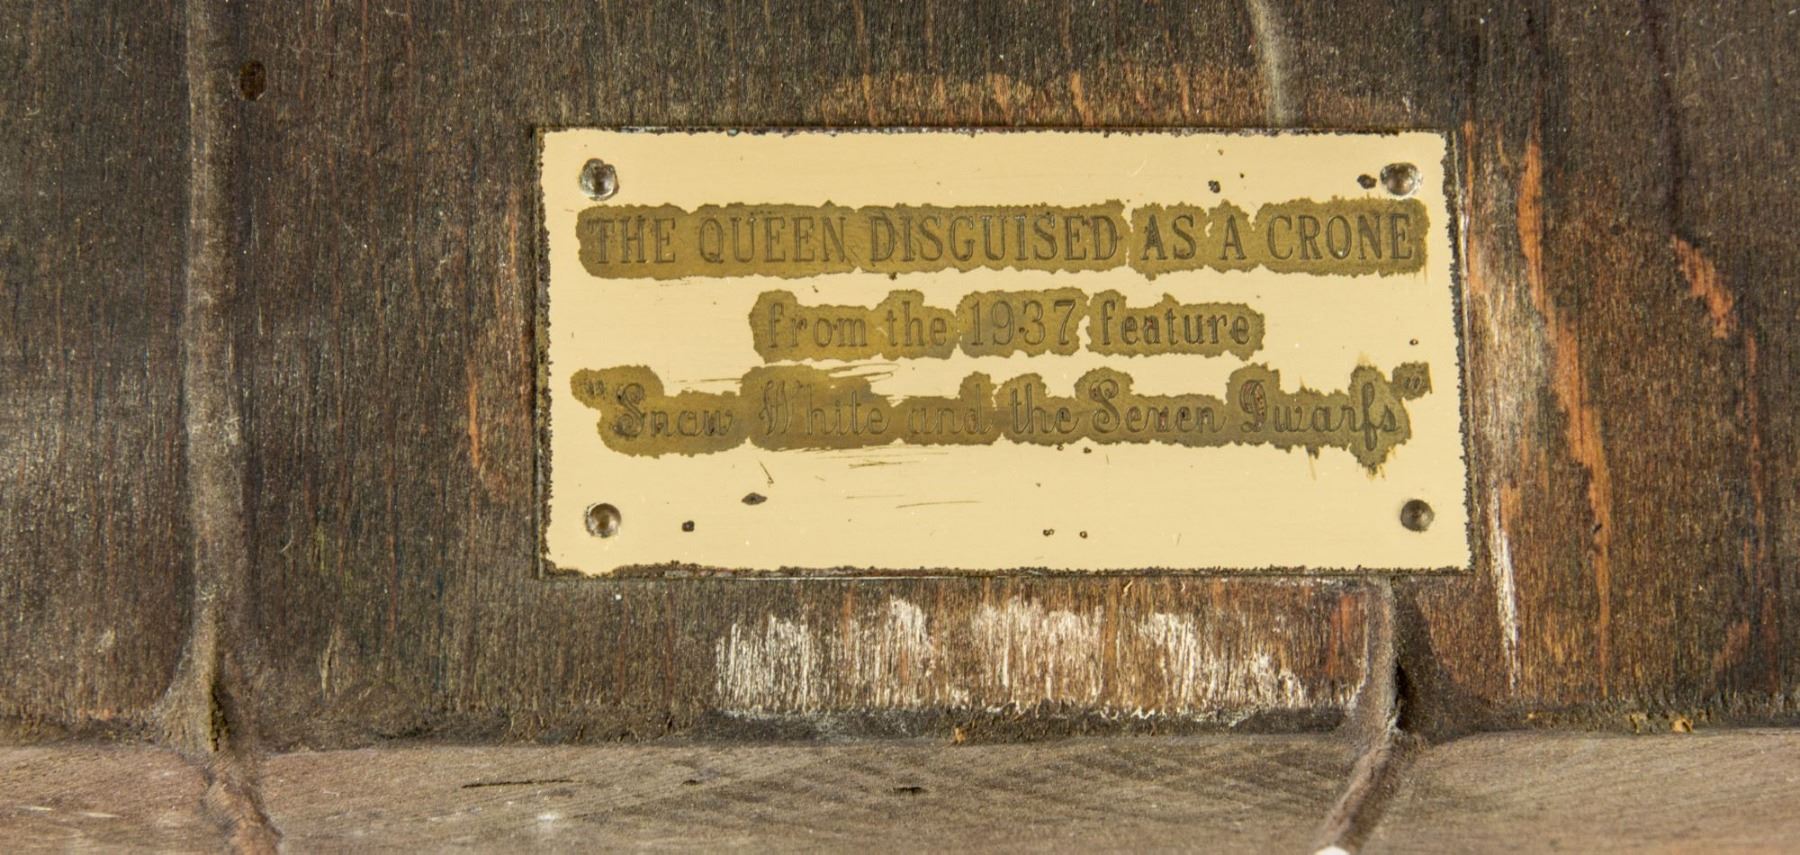 THE QUEEN DISGUISED AS A CRONE
from the 1937 feature
"Snow White and the Seven Dwarfs"